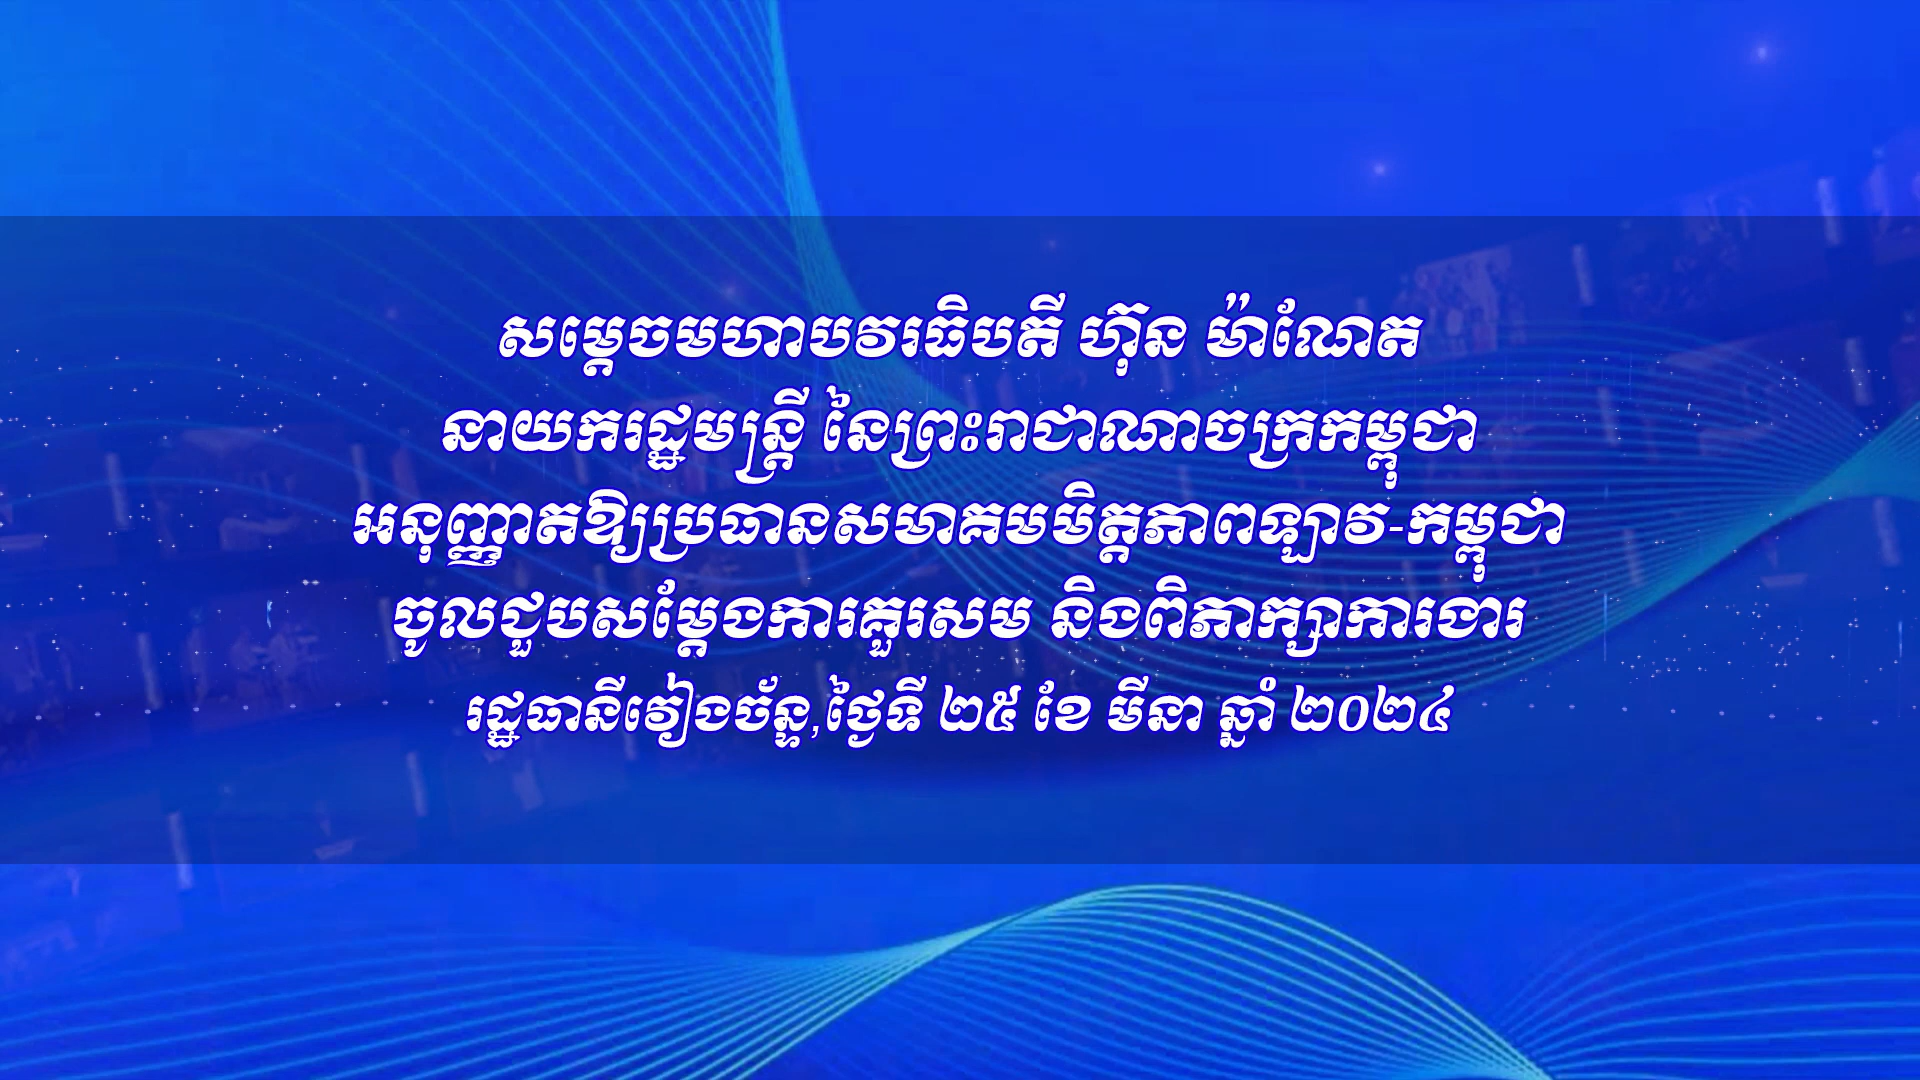 សម្តេចមហាបវរធិបតី ហ៊ុន ម៉ាណែត
នាយករដ្ឋមន្ត្រី នៃព្រះរាជាណាចក្រកម្ពុជា
អនុញ្ញាតឱ្យប្រធានសមាគមមិត្តភាពឡាវ-កម្ពុជា
ចូលជួបសម្តែងការគួរសម និងពិភាក្សាការងារ
រដ្ឋធានីវៀងច័ន្ទ,ថ្ងៃទី ២៥ ខែ មីនា ឆ្នាំ ២០២៤